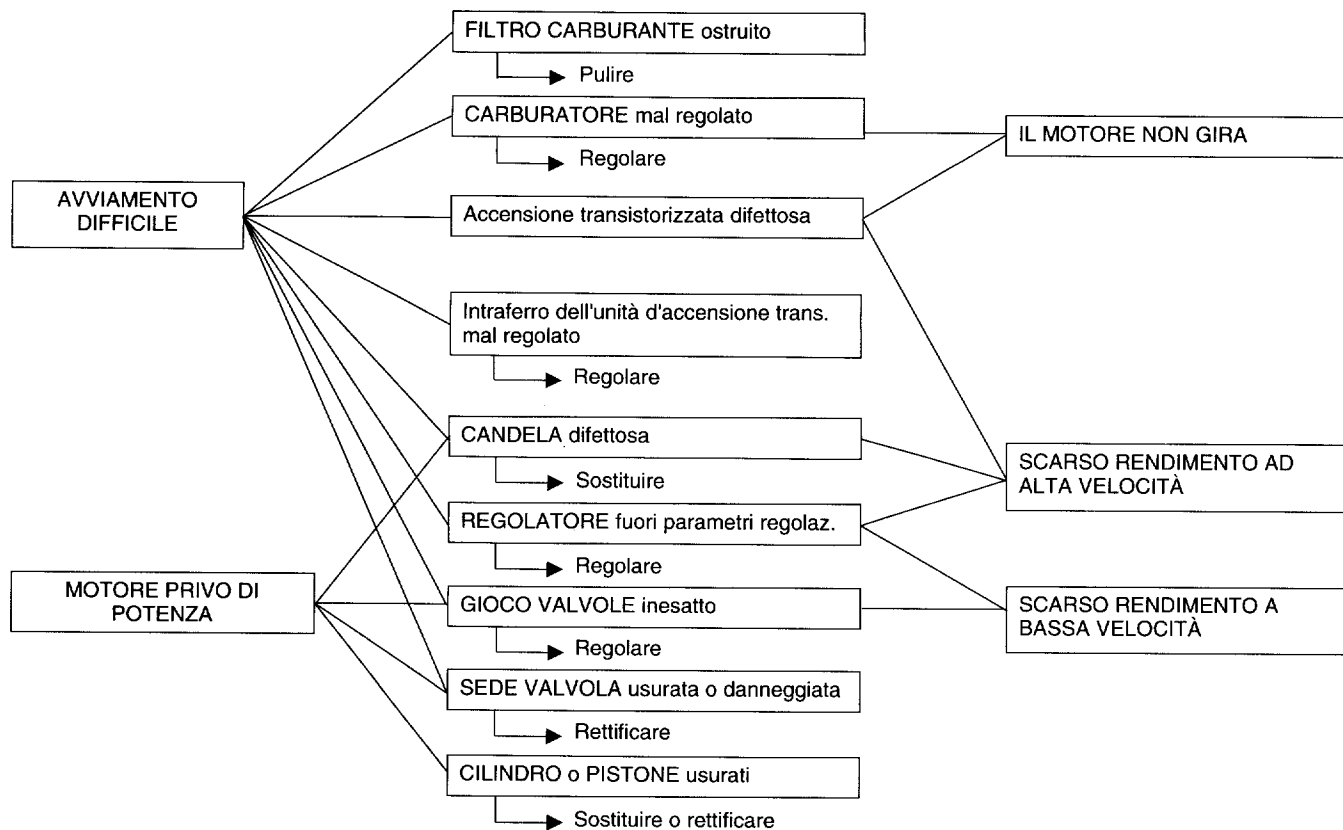 AVVIAMENTO
DIFFICILE
MOTORE PRIVO DI
POTENZA
FILTRO CARBURANTE ostruito
Pulire
CARBURATORE mal regolato
Regolare
Accensione transistorizzata difettosa
Intraferro dell'unità d'accensione trans.
mal regolato
Regolare
CANDELA difettosa
Sostituire
REGOLATORE fuori parametri regolaz.
Regolare
GIOCO VALVOLE inesatto
Regolare
SEDE VALVOLA usurata o danneggiata
Rettificare
CILINDRO o PISTONE usurati
Sostituire o rettificare
IL MOTORE NON GIRA
SCARSO RENDIMENTO AD
ALTA VELOCITÀ
SCARSO RENDIMENTO A
BASSA VELOCITÀ